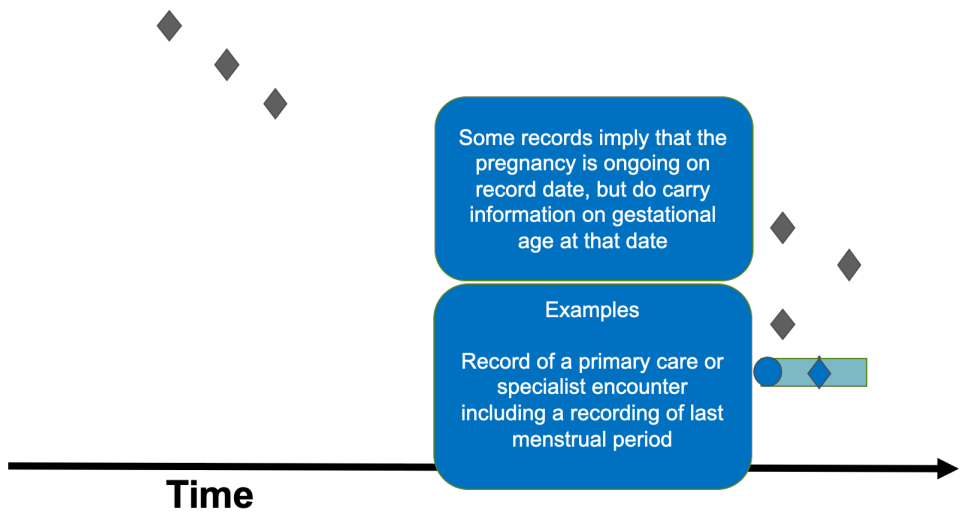 Some records imply that the
pregnancy is ongoing on
record date, but do carry
information on gestational
age at that date
Examples
Record of a primary care or
specialist encounter
including a recording of last
menstrual period
Time